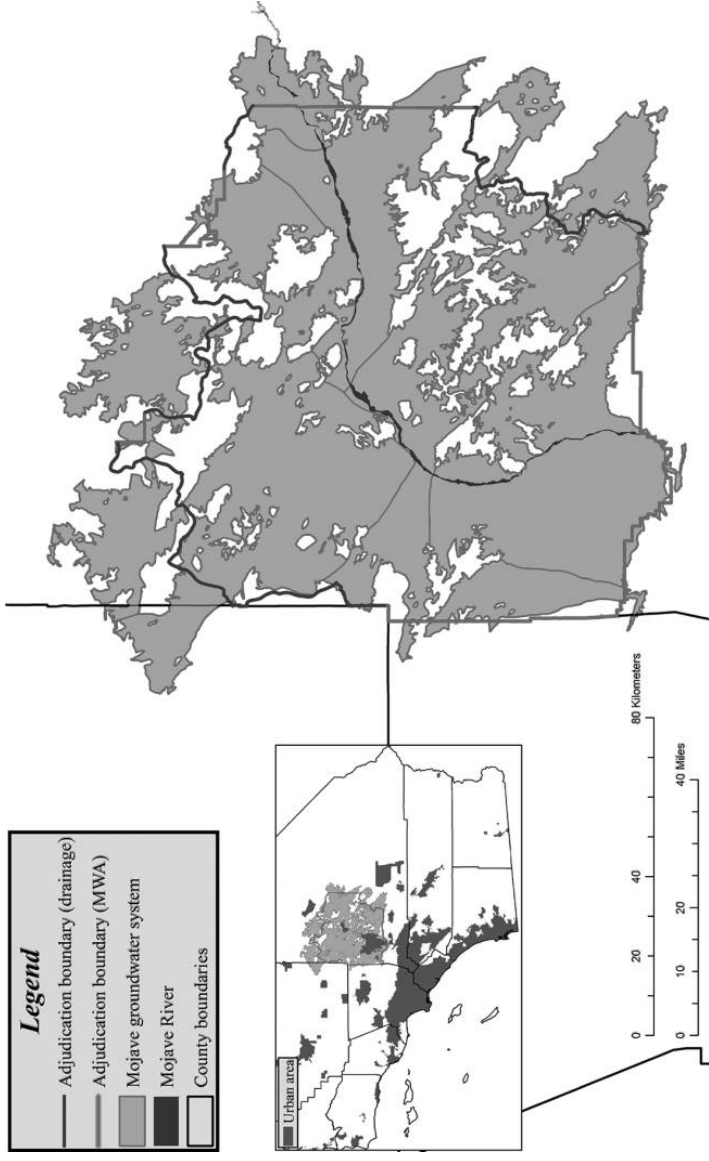 Legend
Adjudication boundary (drainage)
Adjudication boundary (MWA)
Mojave groundwater system
Mojave River
County boundaries
Urban area
0 20 40 80 Kilometers
0 10 20 40 Miles